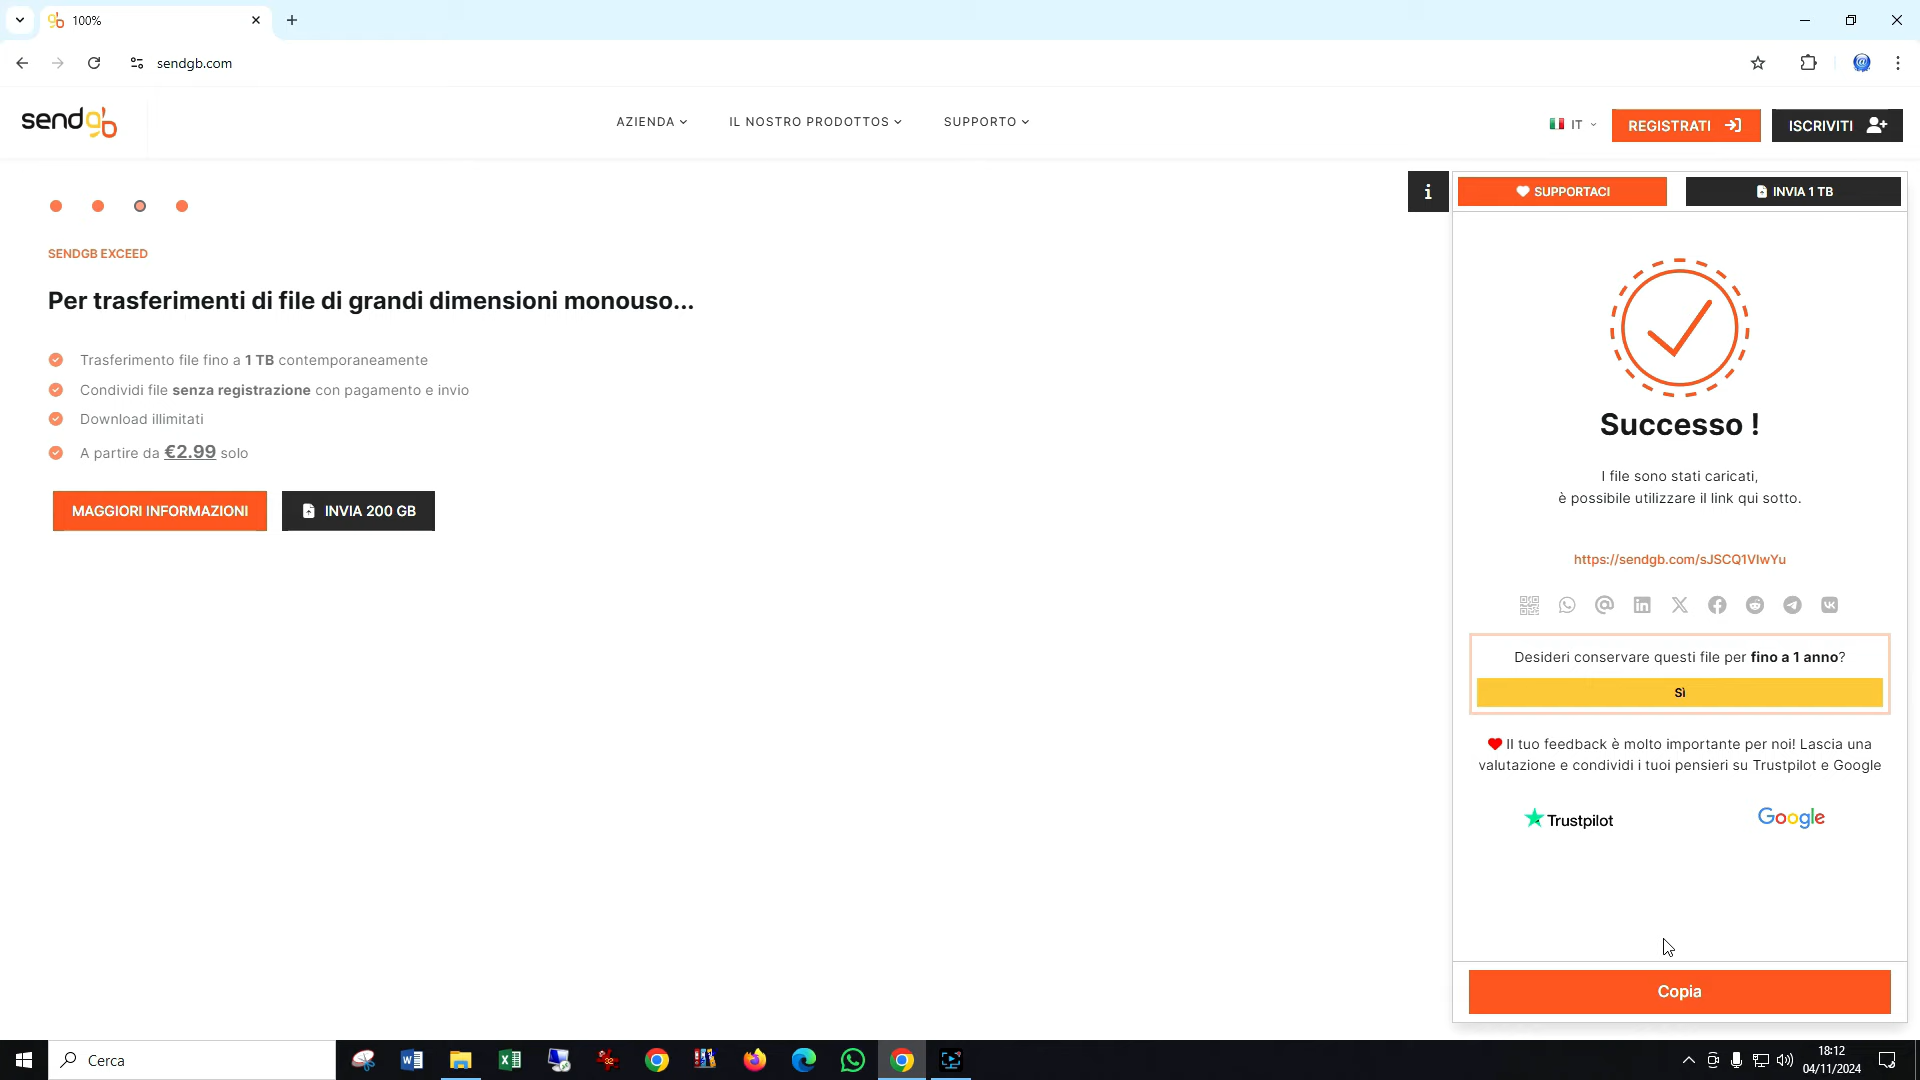 100%
sendgb.com
sendgb
AZIENDA
IL NOSTRO PRODOTTOS
SUPPORTO
IT
REGISTRATI
ISCRIVITI
i
SUPPORTACI
INVIA 1 TB
SENDGB EXCEED
Per trasferimenti di file di grandi dimensioni monouso...
Trasferimento file fino a 1 TB contemporaneamente
Condividi file senza registrazione con pagamento e invio
Download illimitati
A partire da €2.99 solo
MAGGIORI INFORMAZIONI
INVIA 200 GB
Successo !
I file sono stati caricati,
è possibile utilizzare il link qui sotto.
https://sendgb.com/sJSCQ1VIwYu
Desideri conservare questi file per fino a 1 anno?
Sì
Il tuo feedback è molto importante per noi! Lascia una
valutazione e condividi i tuoi pensieri su Trustpilot e Google
Trustpilot
Google
Copia
Cerca
18:12
04/11/2024